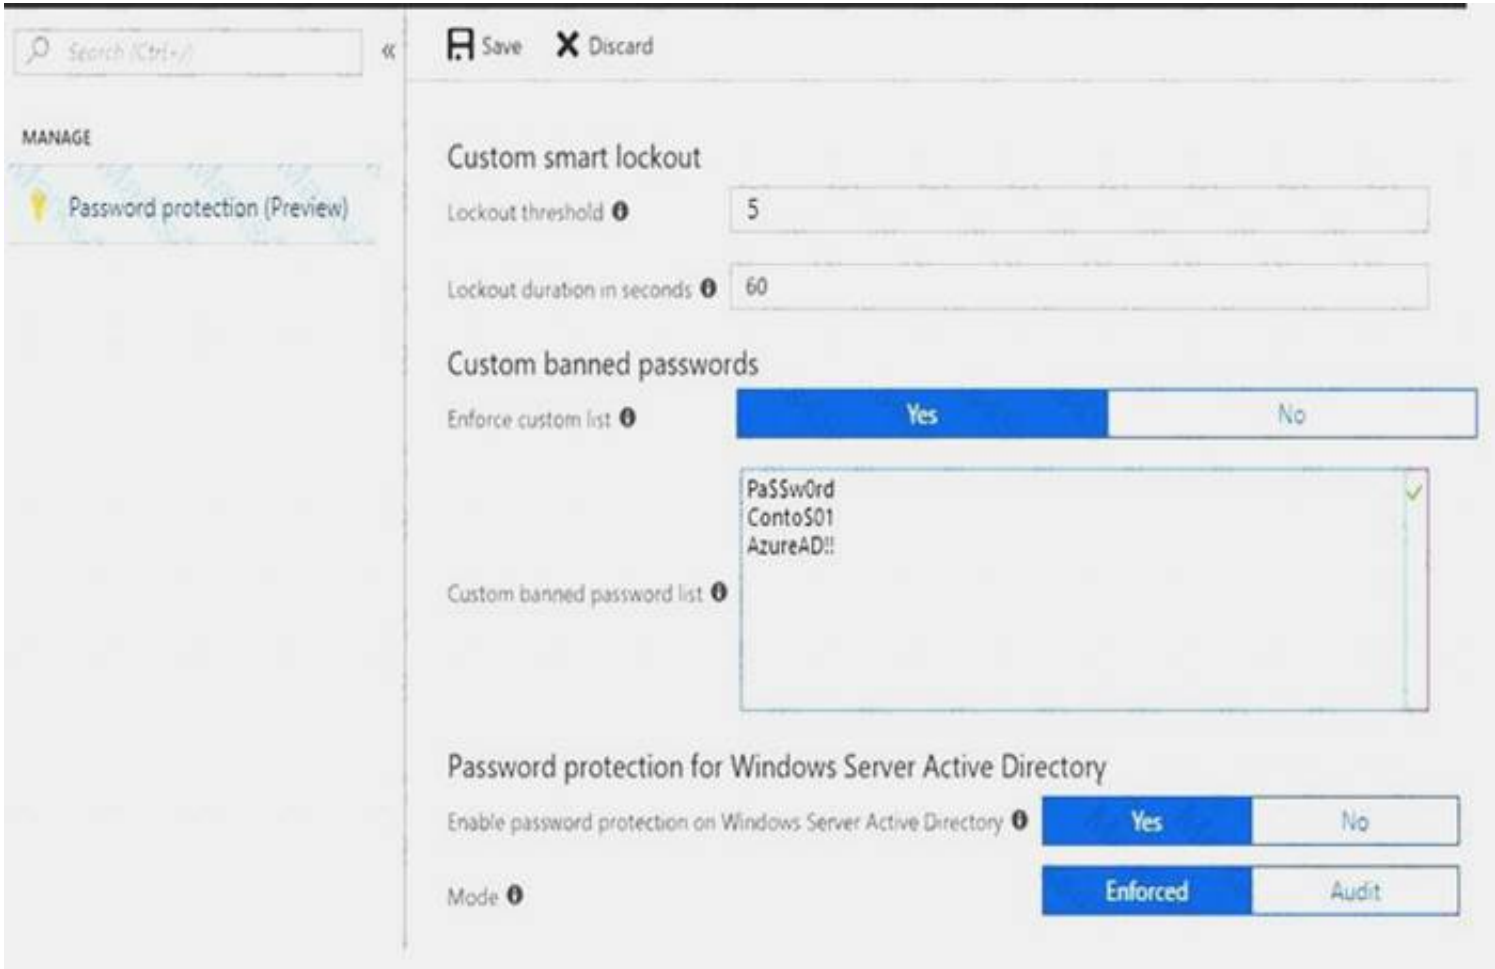 Search (Ctrl+/)
«
Save
Discard
MANAGE
Password protection (Preview)
Custom smart lockout
Lockout threshold
5
Lockout duration in seconds
60
Custom banned passwords
Enforce custom list
Yes
No
Pa$$w0rd
Conto$01
AzureAD!!
Custom banned password list
Password protection for Windows Server Active Directory
Enable password protection on Windows Server Active Directory
Yes
No
Mode
Enforced
Audit